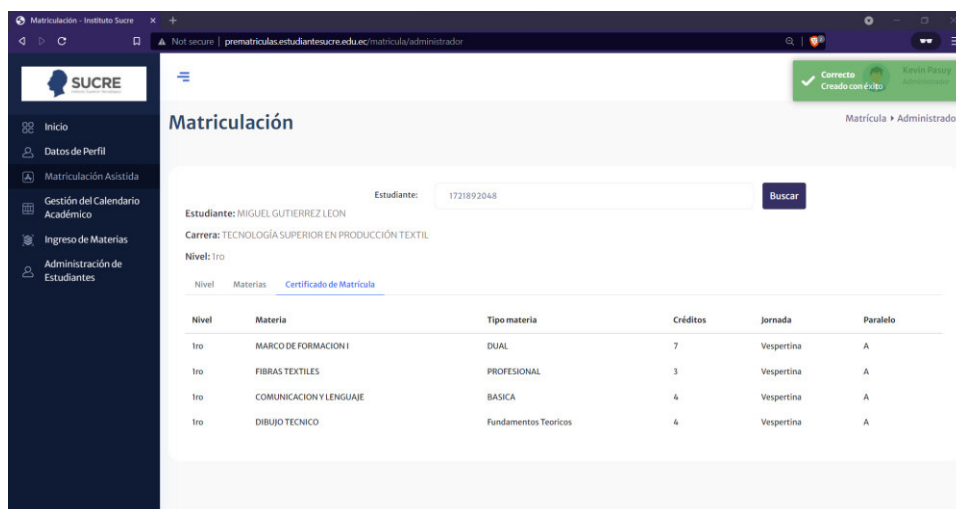 Matriculación - Instituto Sucre
Not secure | prematriculas.estudiantesucre.edu.ec/matricula/administrador
SUCRE
Correcto
Creado con éxito
Kevin Pasuy
Administrador
Inicio
Datos de Perfil
Matriculación Asistida
Gestión del Calendario
Académico
Ingreso de Materias
Administración de
Estudiantes
Matriculación
Matrícula Administrado
Estudiante: 1721892048 Buscar
Estudiante: MIGUEL GUTIERREZ LEON
Carrera: TECNOLOGÍA SUPERIOR EN PRODUCCIÓN TEXTIL
Nivel: 1ro
Nivel Materias Certificado de Matrícula
Nivel Materia Tipo materia Créditos Jornada Paralelo
1ro MARCO DE FORMACION I DUAL 7 Vespertina A
1ro FIBRAS TEXTILES PROFESIONAL 3 Vespertina A
1ro COMUNICACION Y LENGUAJE BASICA 4 Vespertina A
1ro DIBUJO TECNICO Fundamentos Teoricos 4 Vespertina A